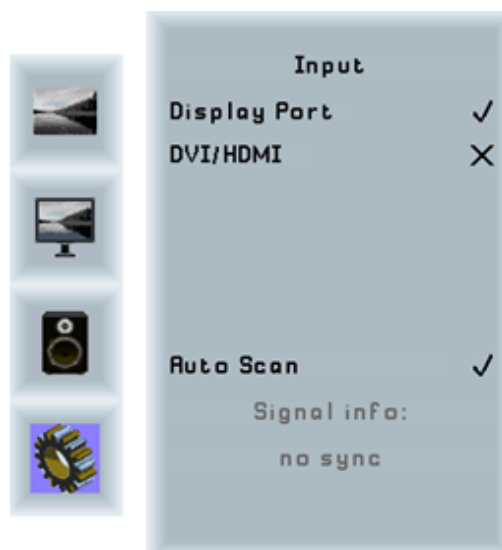 Input
Display Port ✓
DVI/HDMI ✕
Auto Scan ✓
Signal info:
no sync